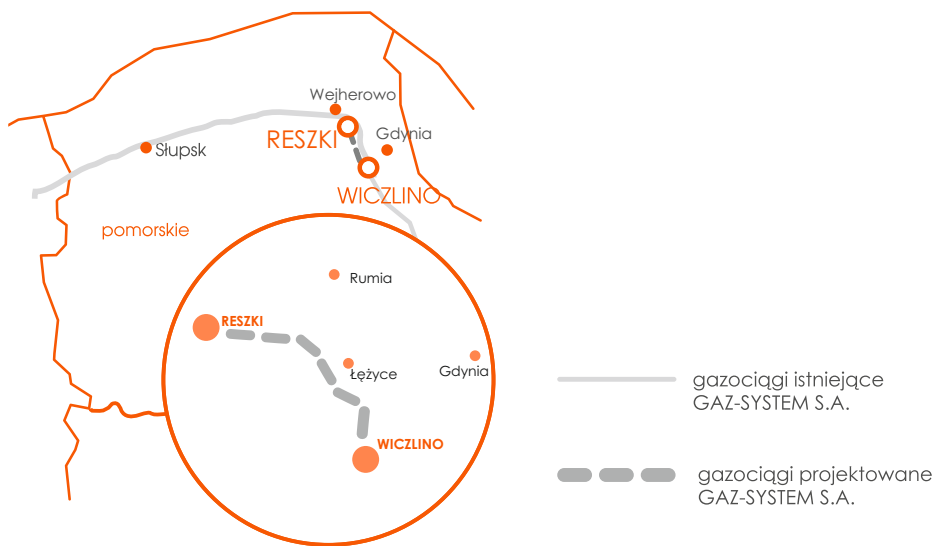 Wejherowo
RESZKI
Gdynia
Słupsk
WICZLINO
pomorskie
Rumia
RESZKI
Łężyce
Gdynia
WICZLINO
gazociągi istniejące
GAZ-SYSTEM S.A.
gazociągi projektowane
GAZ-SYSTEM S.A.